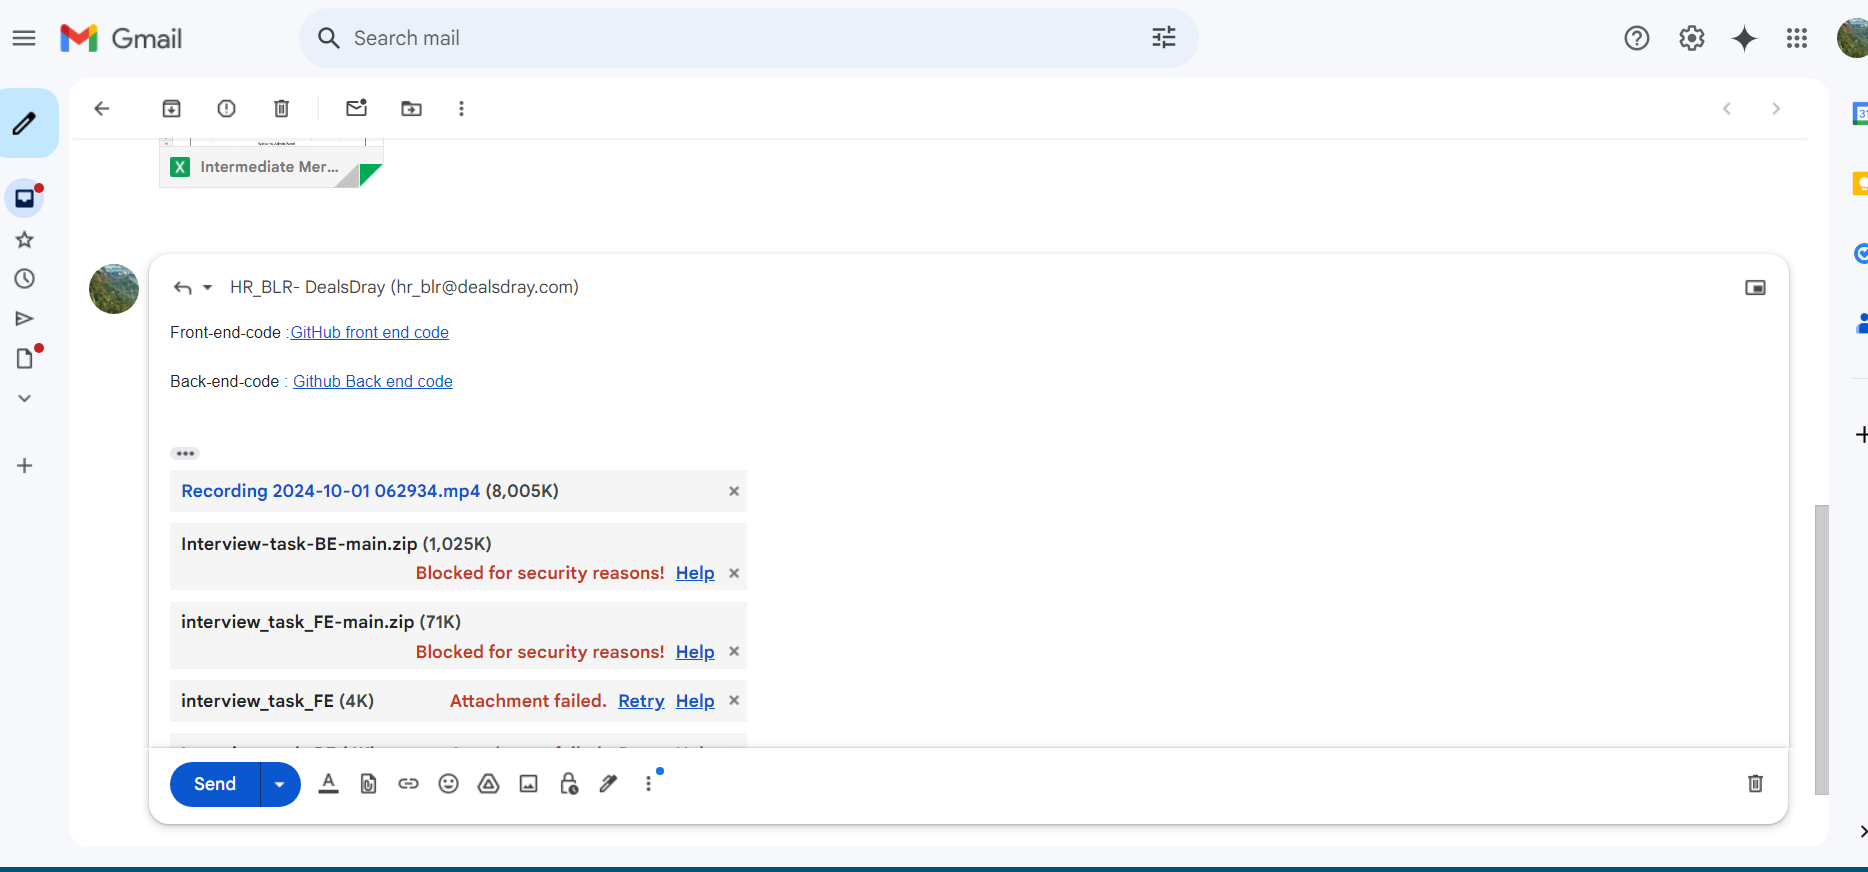 Gmail
Search mail
Intermediate Mer...
HR_BLR- DealsDray (hr_blr@dealsdray.com)
Front-end-code :GitHub front end code
Back-end-code : Github Back end code
Recording 2024-10-01 062934.mp4 (8,005K)
Interview-task-BE-main.zip (1,025K)
Blocked for security reasons! Help
interview_task_FE-main.zip (71K)
Blocked for security reasons! Help
interview_task_FE (4K) Attachment failed. Retry Help
Send